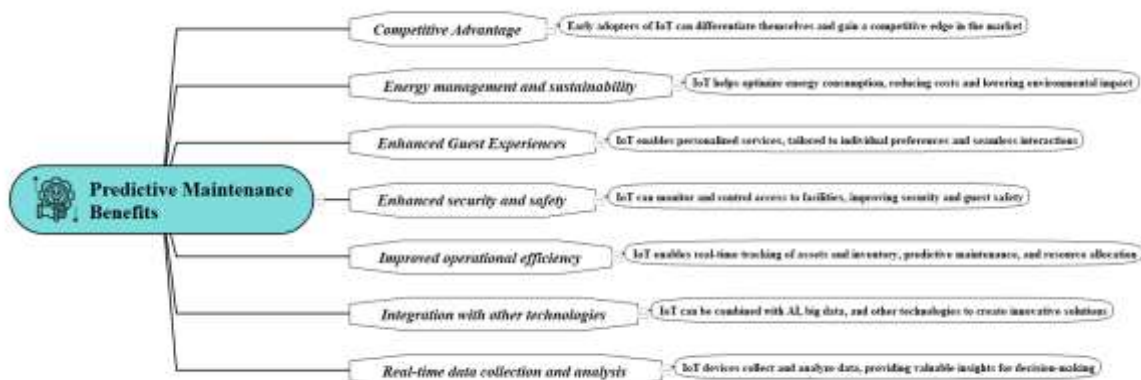 Predictive Maintenance
Benefits
Competitive Advantage
Early adopters of IoT can differentiate themselves and gain a competitive edge in the market
Energy management and sustainability
IoT helps optimize energy consumption, reducing costs and lowering environmental impact
Enhanced Guest Experiences
IoT enables personalized services, tailored to individual preferences and seamless interactions
Enhanced security and safety
IoT can monitor and control access to facilities, improving security and guest safety
Improved operational efficiency
IoT enables real-time tracking of assets and inventory, predictive maintenance, and resource allocation
Integration with other technologies
IoT can be combined with AI, big data, and other technologies to create innovative solutions
Real-time data collection and analysis
IoT devices collect and analyze data, providing valuable insights for decision-making